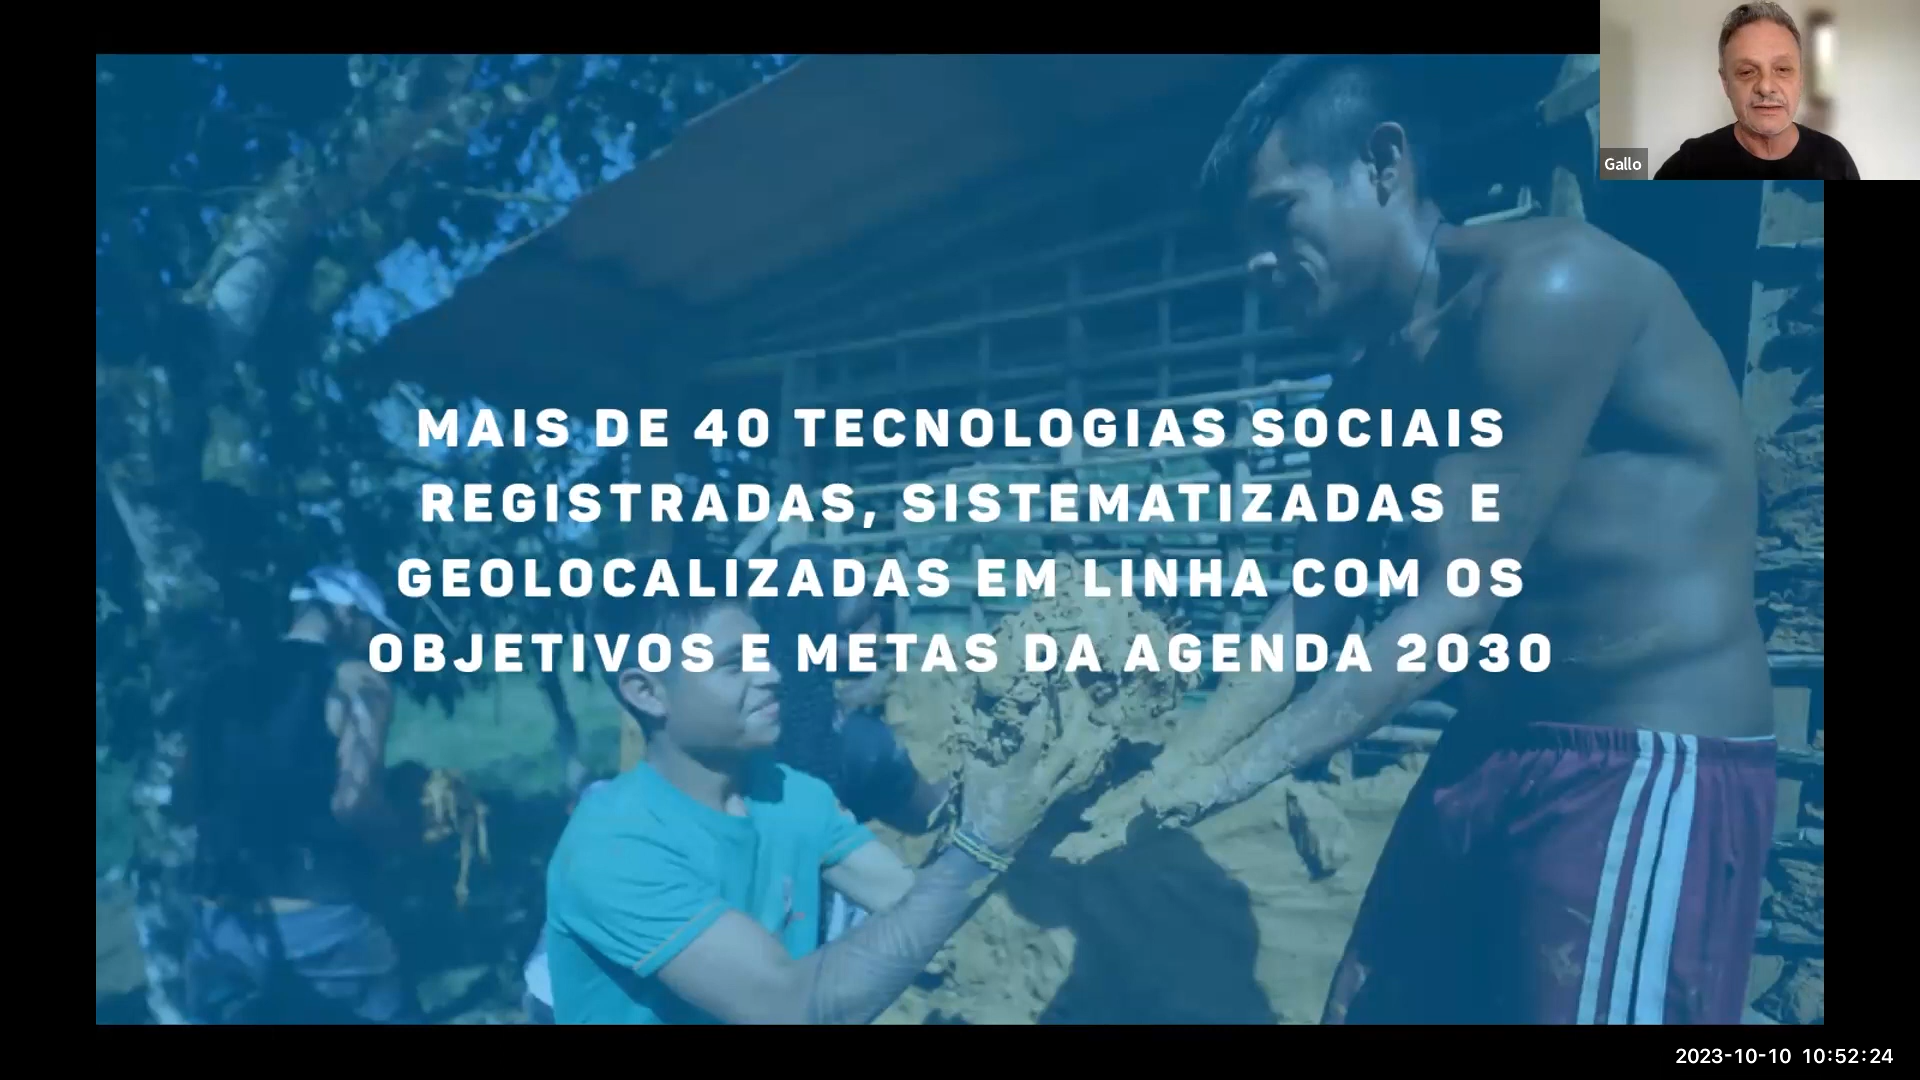 Gallo
MAIS DE 40 TECNOLOGIAS SOCIAIS
REGISTRADAS, SISTEMATIZADAS E
GEOLOCALIZADAS EM LINHA COM OS
OBJETIVOS E METAS DA AGENDA 2030
2023-10-10 10:52:24